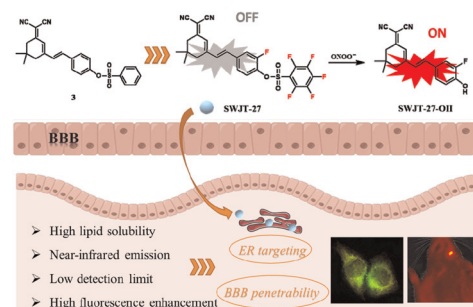 NC CN
3
OFF
NC CN
F
O
O=S=O
F F
F F
F
SWJT-27
ONOO⁻
ON
NC CN
F
O
H
SWJT-27-OH
BBB
➢ High lipid solubility
➢ Near-infrared emission
➢ Low detection limit
➢ High fluorescence enhancement
ER targeting
BBB penetrability